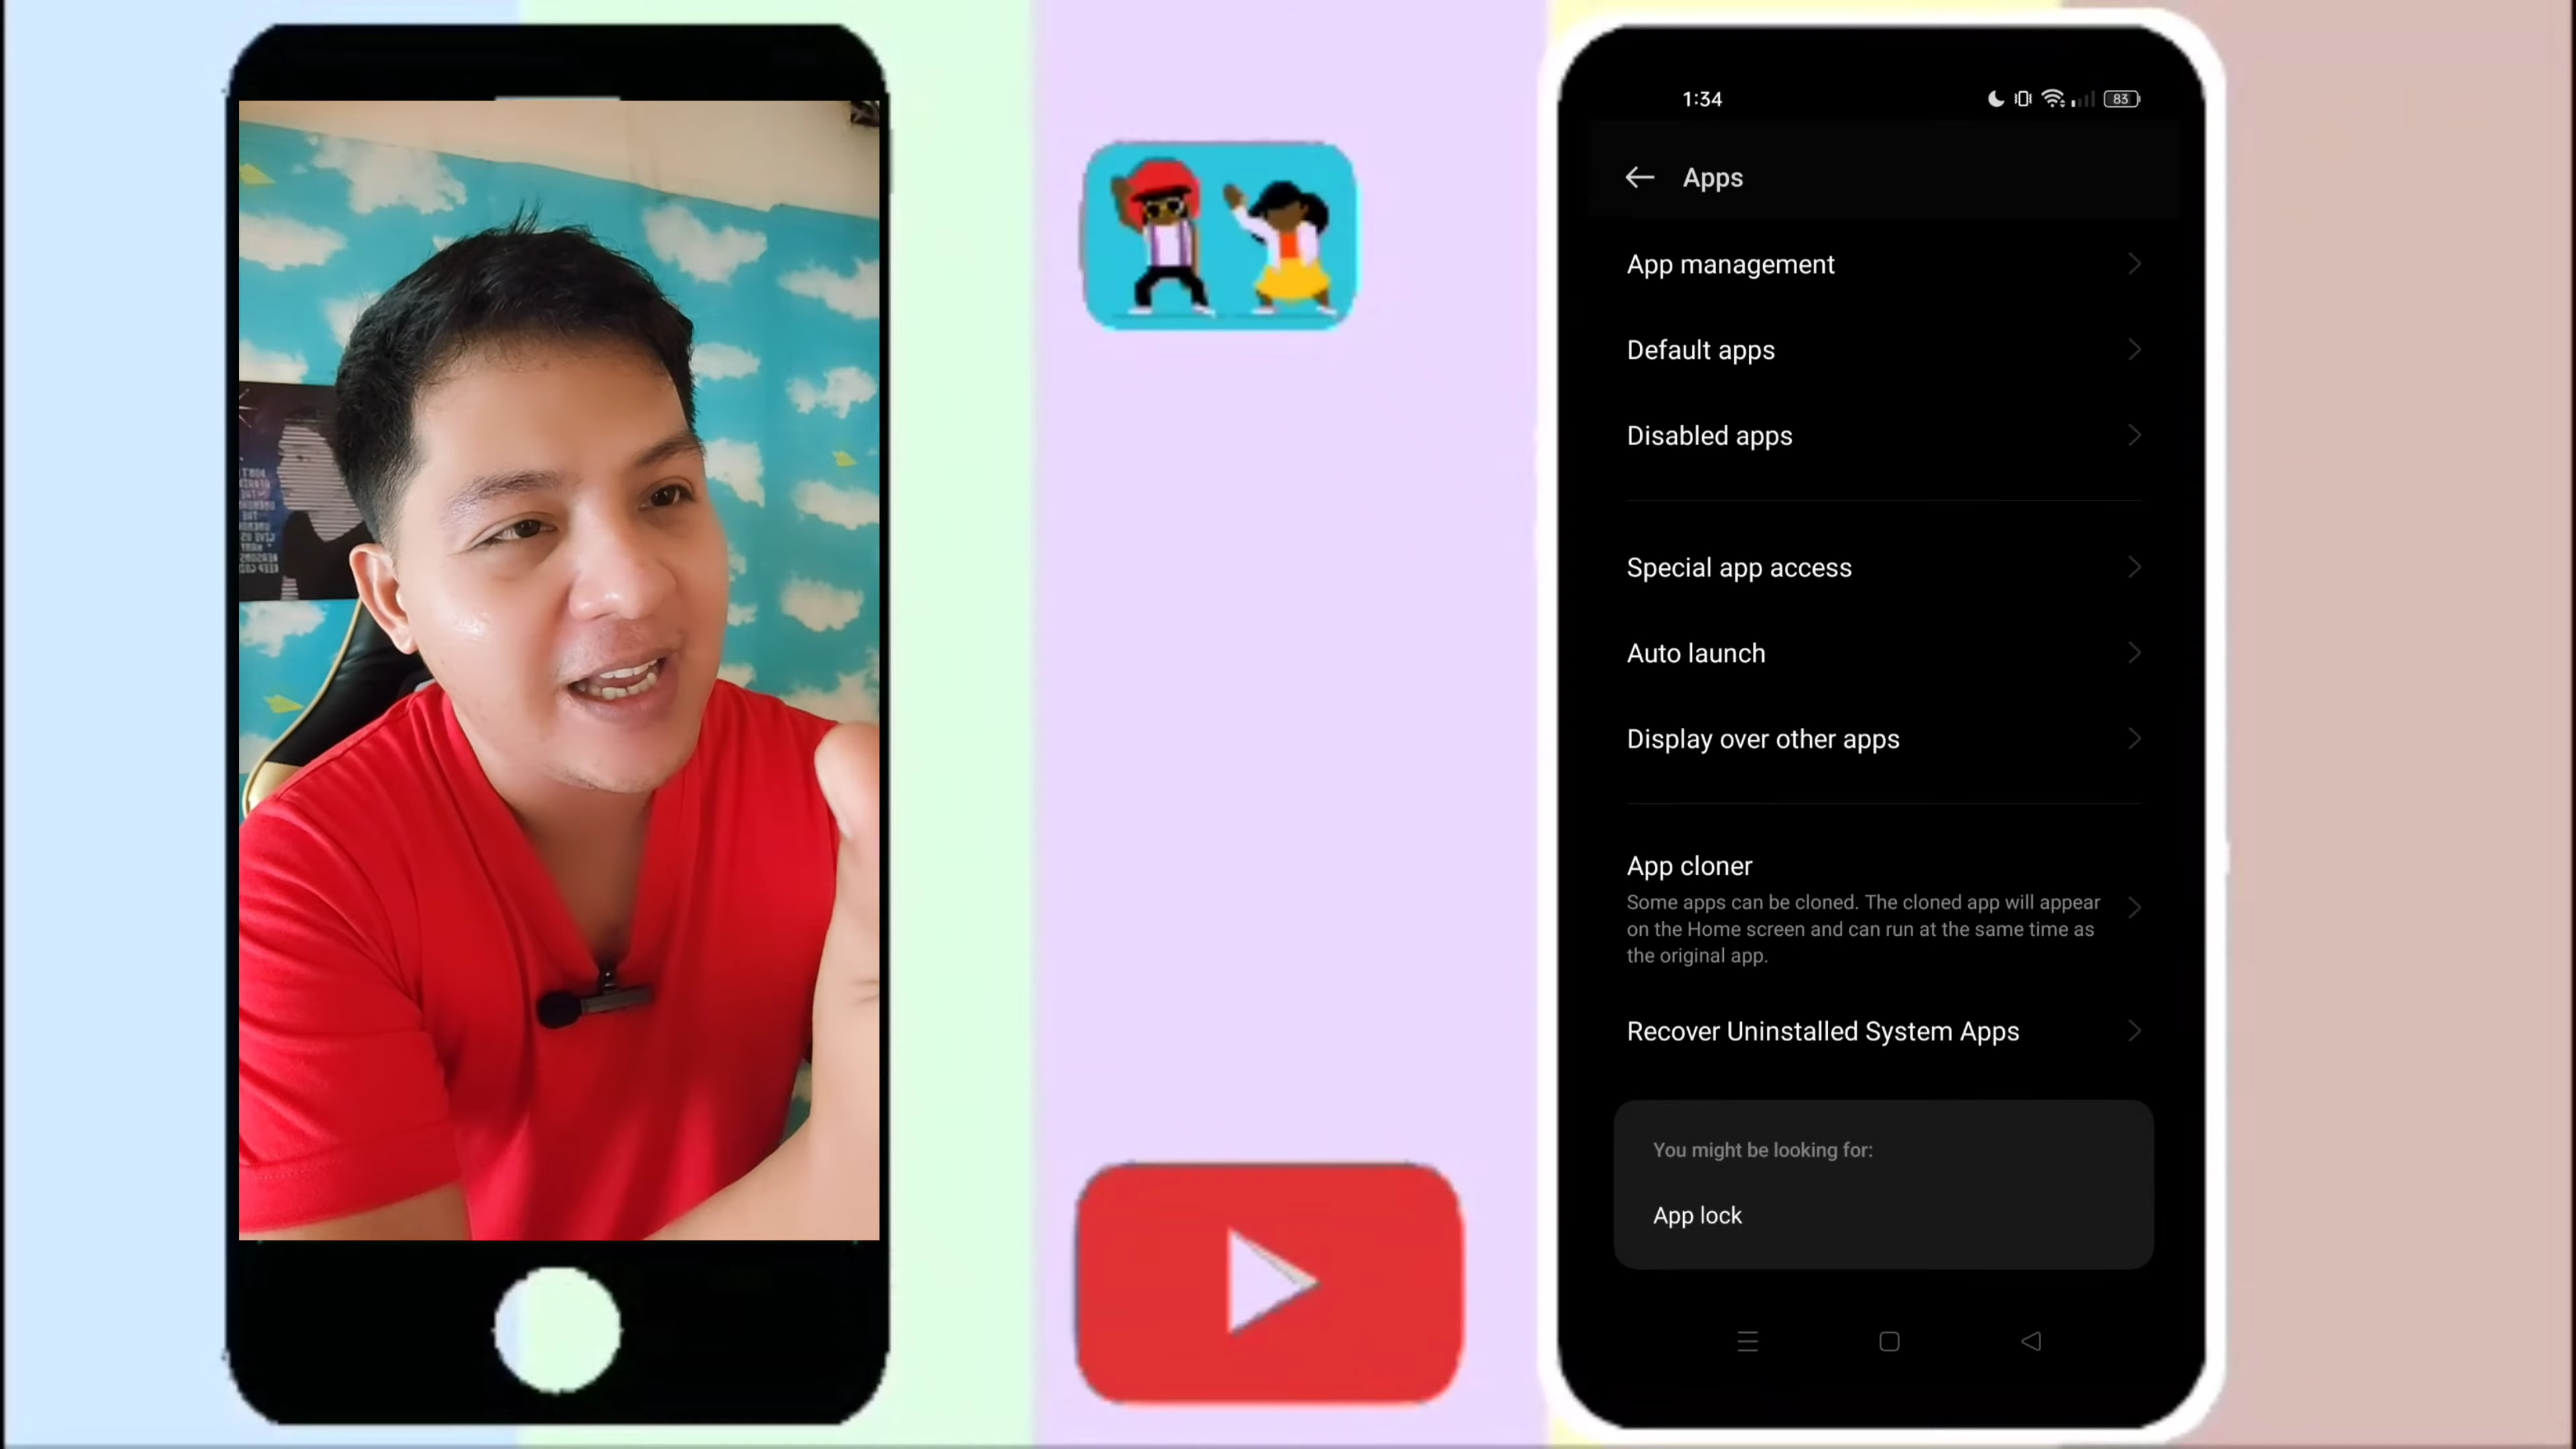 1:34
83
Apps
App management
Default apps
Disabled apps
Special app access
Auto launch
Display over other apps
App cloner
Some apps can be cloned. The cloned app will appear
on the Home screen and can run at the same time as
the original app.
Recover Uninstalled System Apps
You might be looking for:
App lock